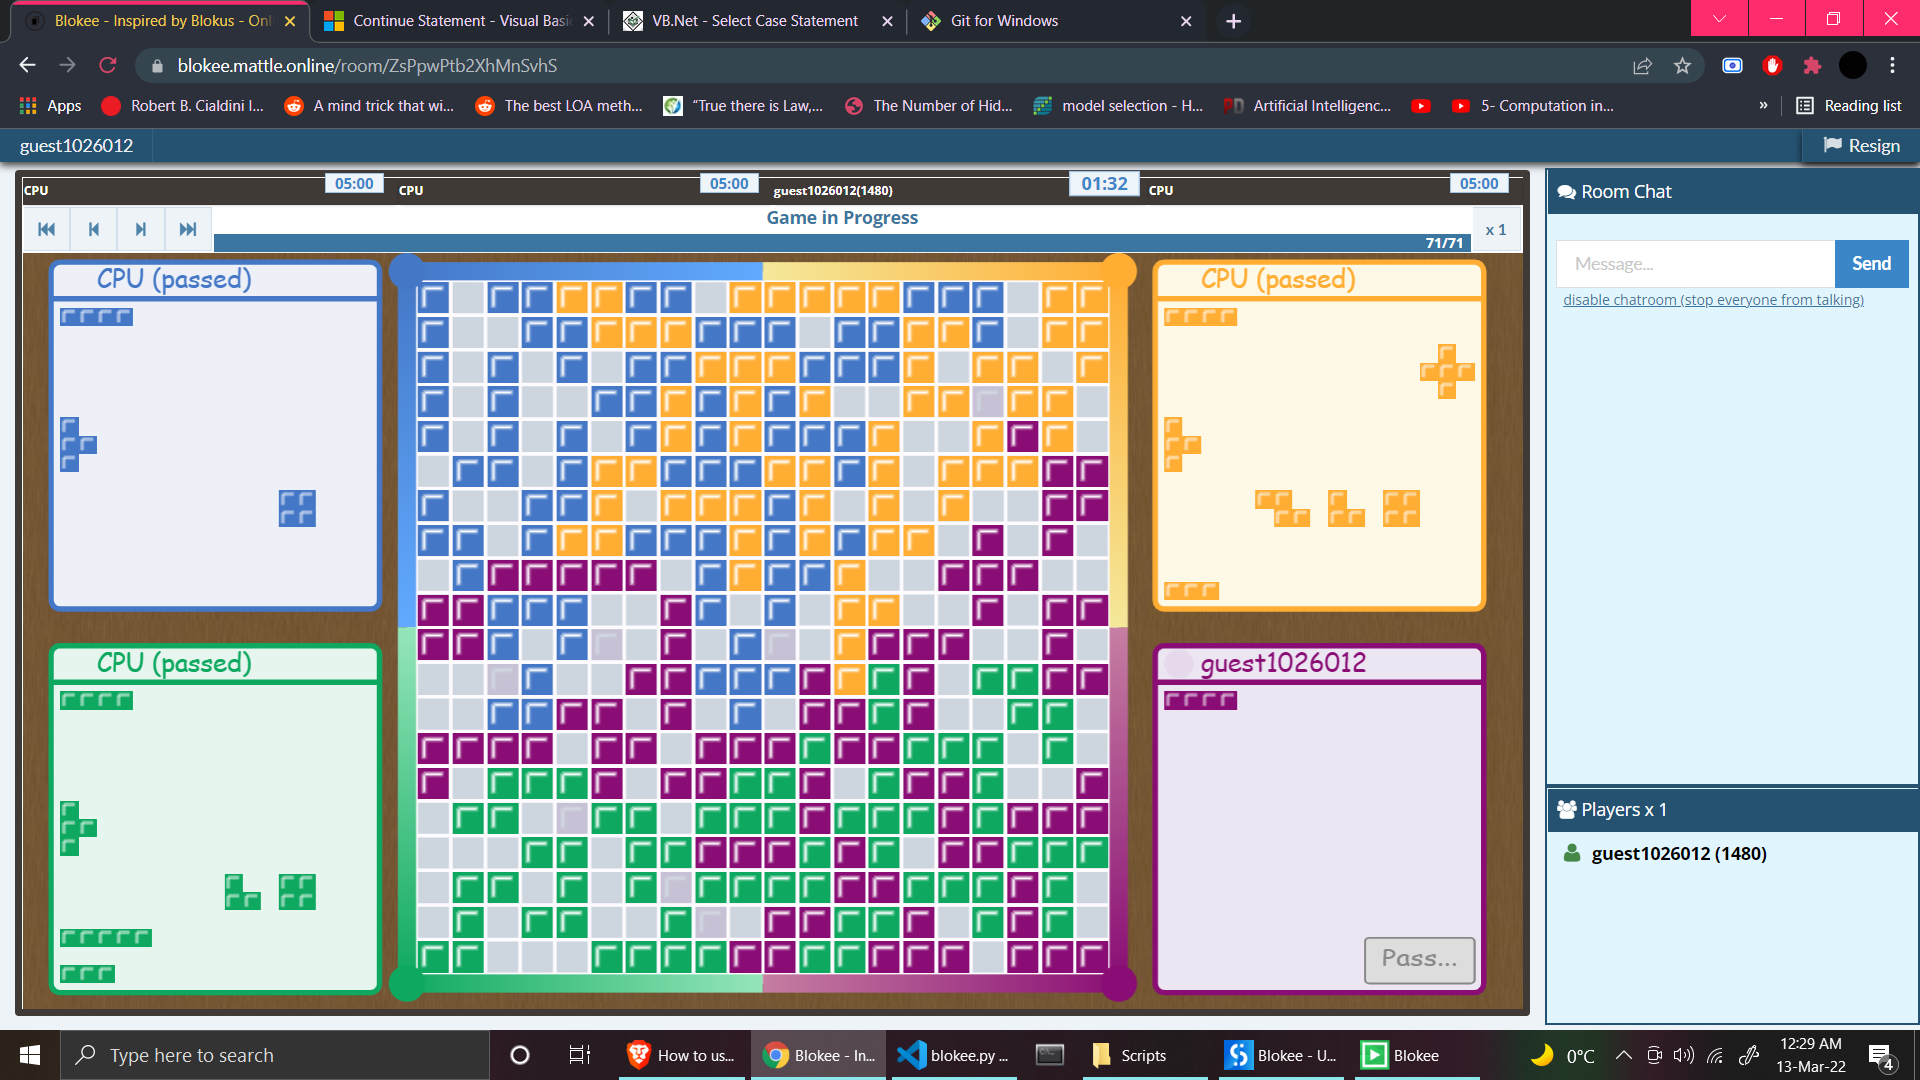 Blokee - Inspired by Blokus - Onl
Continue Statement - Visual Basi
VB.Net - Select Case Statement
Git for Windows
blokee.mattle.online/room/ZsPpwPtb2XhMnSvhS
Apps
Robert B. Cialdini I...
A mind trick that wi...
The best LOA meth...
“True there is Law,...
The Number of Hid...
model selection - H...
Artificial Intelligenc...
5- Computation in...
»
Reading list
guest1026012
Resign
CPU
05:00
CPU
05:00
guest1026012(1480)
01:32
CPU
05:00
Game in Progress
71/71
x 1
CPU (passed)
CPU (passed)
CPU (passed)
guest1026012
Pass...
Room Chat
Message...
Send
disable chatroom (stop everyone from talking)
Players x 1
guest1026012 (1480)
Type here to search
How to us...
Blokee - In...
blokee.py ...
Scripts
Blokee - U...
Blokee
0°C
12:29 AM
13-Mar-22
4